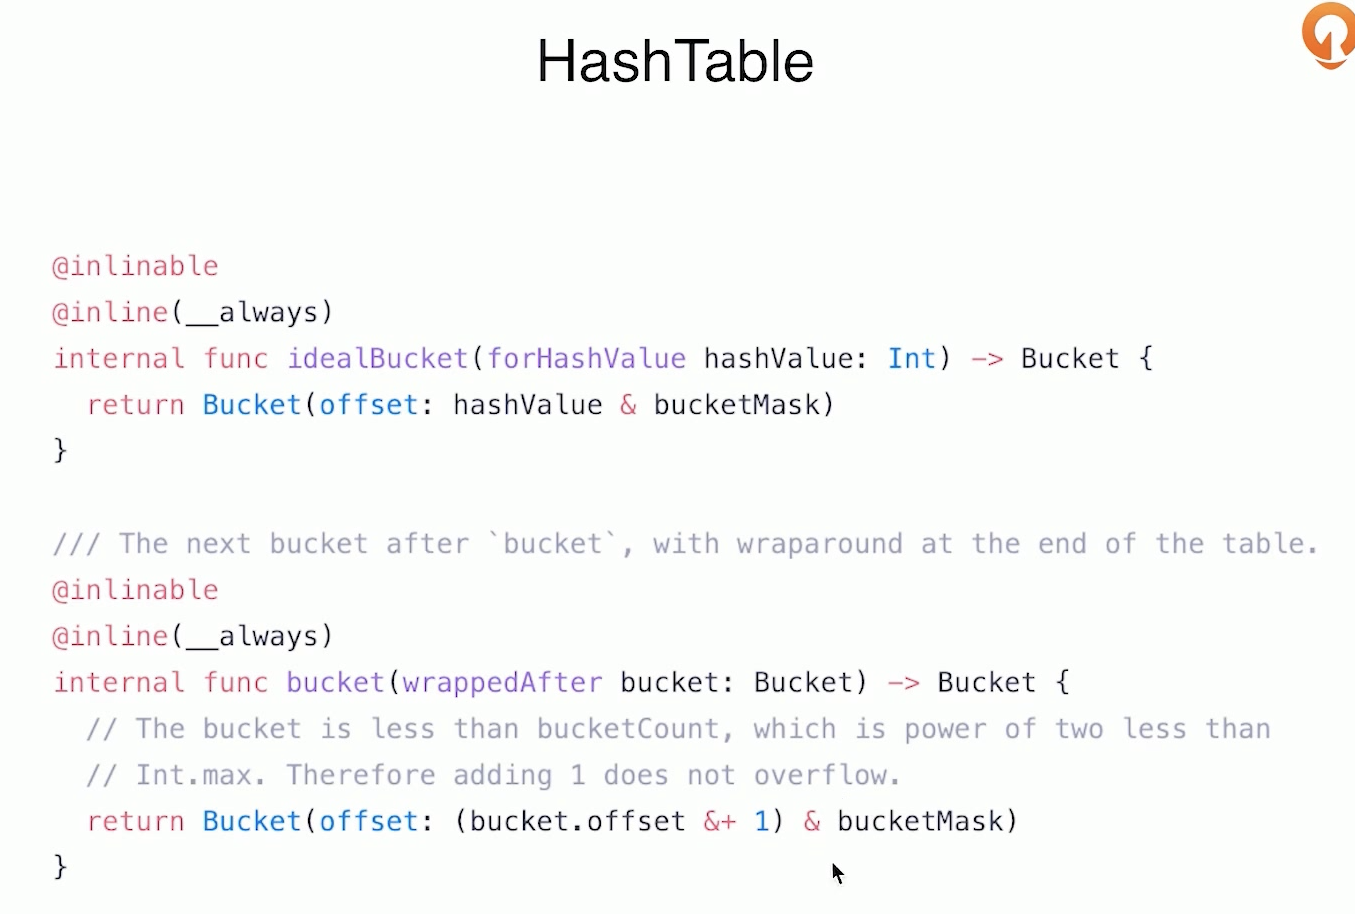 HashTable
@inlinable
@inline(__always)
internal func idealBucket(forHashValue hashValue: Int) -> Bucket {
  return Bucket(offset: hashValue & bucketMask)
}
/// The next bucket after `bucket`, with wraparound at the end of the table.
@inlinable
@inline(__always)
internal func bucket(wrappedAfter bucket: Bucket) -> Bucket {
  // The bucket is less than bucketCount, which is power of two less than
  // Int.max. Therefore adding 1 does not overflow.
  return Bucket(offset: (bucket.offset &+ 1) & bucketMask)
}